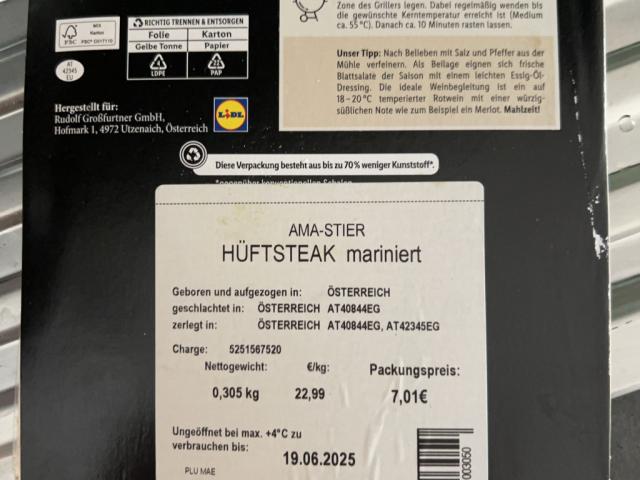 Zone des Grillers legen. Dabei regelmäßig wenden bis
die gewünschte Kerntemperatur erreicht ist (Medium
ca. 55°C). Danach ca. 10 Minuten rasten lassen.
Unser Tipp: Nach Belieben mit Salz und Pfeffer aus der
Mühle verfeinern. Als Beilage eignen sich frische
Blattsalate der Saison mit einem leichten Essig-Öl-
Dressing. Die ideale Weinbegleitung ist ein auf
18–20°C temperierter Rotwein mit einer würzig-
süßlichen Note wie zum Beispiel ein Merlot. Mahlzeit!
FSC
MIX
Karton
RICHTIG TRENNEN & ENTSORGEN
Folie Karton
Gelbe Tonne Papier
LDPE PAP
AT
42345
EU
Hergestellt für:
Rudolf Großfurtner GmbH,
Hofmark 1, 4972 Utzenaich, Österreich
LIDL
Diese Verpackung besteht aus bis zu 70% weniger Kunststoff*.
AMA-STIER
HÜFTSTEAK mariniert
Geboren und aufgezogen in: ÖSTERREICH
geschlachtet in: ÖSTERREICH AT40844EG
zerlegt in: ÖSTERREICH AT40844EG, AT42345EG
Charge: 5251567520
Nettogewicht: €/kg: Packungspreis:
0,305 kg 22,99 7,01€
Ungeöffnet bei max. +4°C zu
verbrauchen bis:
19.06.2025
PLU MAE
003050